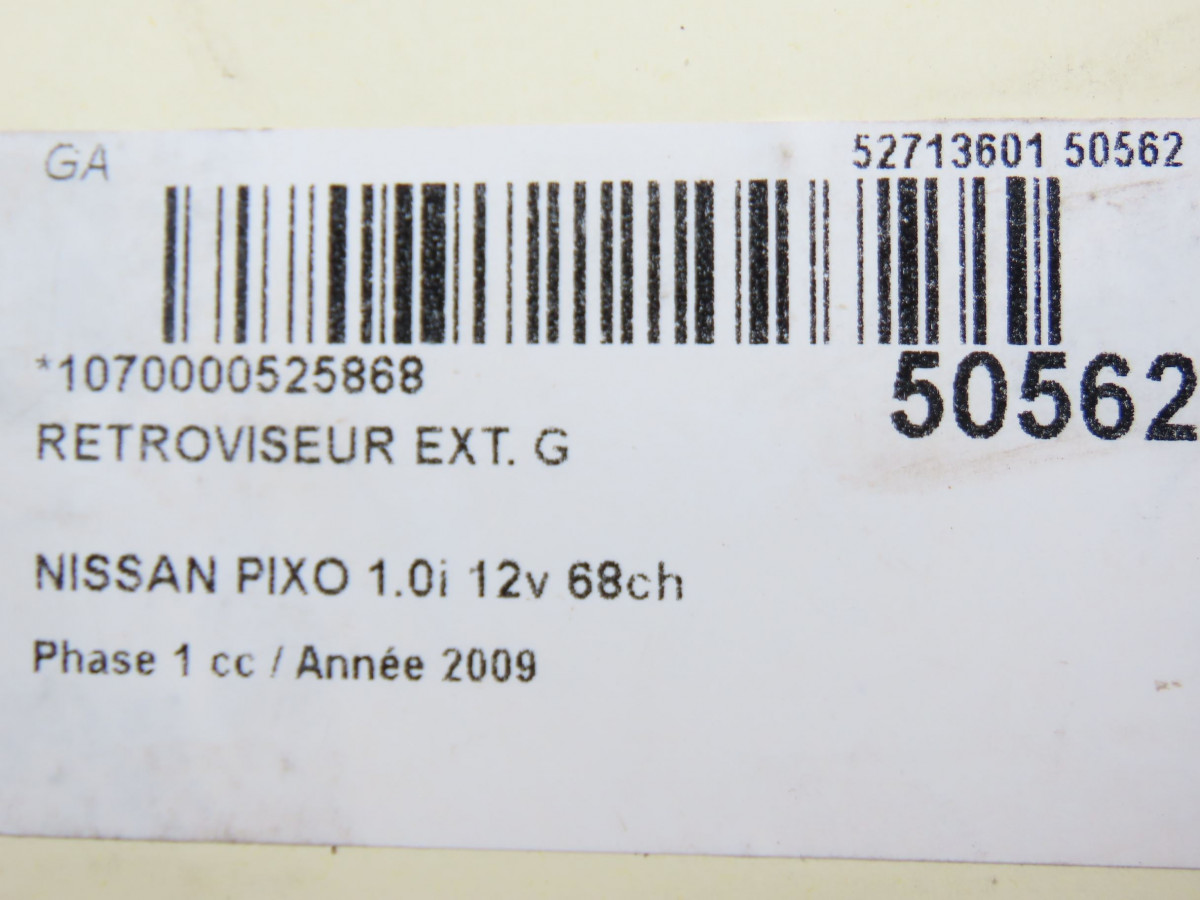 GA
52713601 50562
*1070000525868
50562
RETROVISEUR EXT. G
NISSAN PIXO 1.0i 12v 68ch
Phase 1 cc / Année 2009